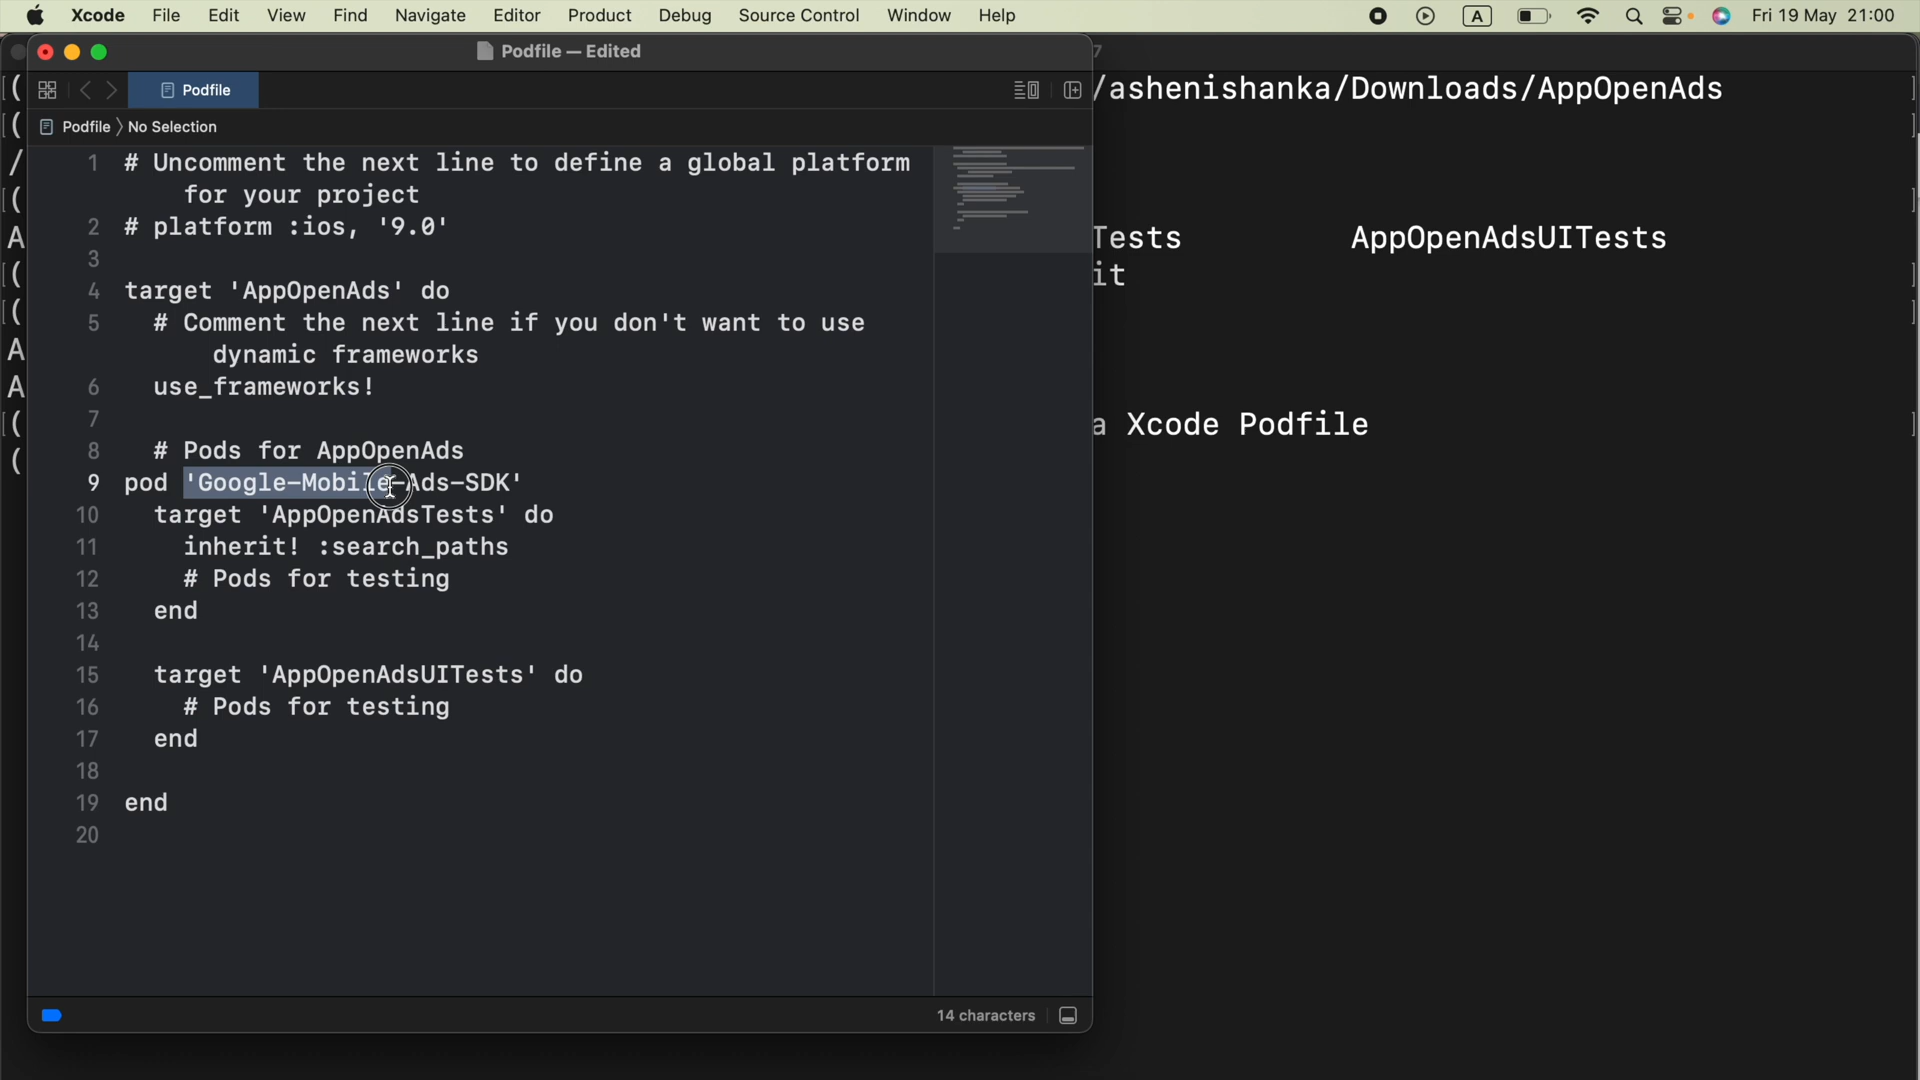 Xcode File Edit View Find Navigate Editor Product Debug Source Control Window Help A Fri 19 May 21:00
Podfile — Edited
Podfile
Podfile 〉 No Selection
1 # Uncomment the next line to define a global platform
for your project
2 # platform :ios, '9.0'
3
4 target 'AppOpenAds' do
5 # Comment the next line if you don't want to use
dynamic frameworks
6 use_frameworks!
7
8 # Pods for AppOpenAds
9 pod 'Google-Mobile-Ads-SDK'
10 target 'AppOpenAdsTests' do
11 inherit! :search_paths
12 # Pods for testing
13 end
14
15 target 'AppOpenAdsUITests' do
16 # Pods for testing
17 end
18
19 end
20
14 characters
7
[( /ashenishanka/Downloads/AppOpenAds ]
[( ]
/
[( ]
A Tests AppOpenAdsUITests
[( it ]
[( ]
A
A
[( a Xcode Podfile ]
(